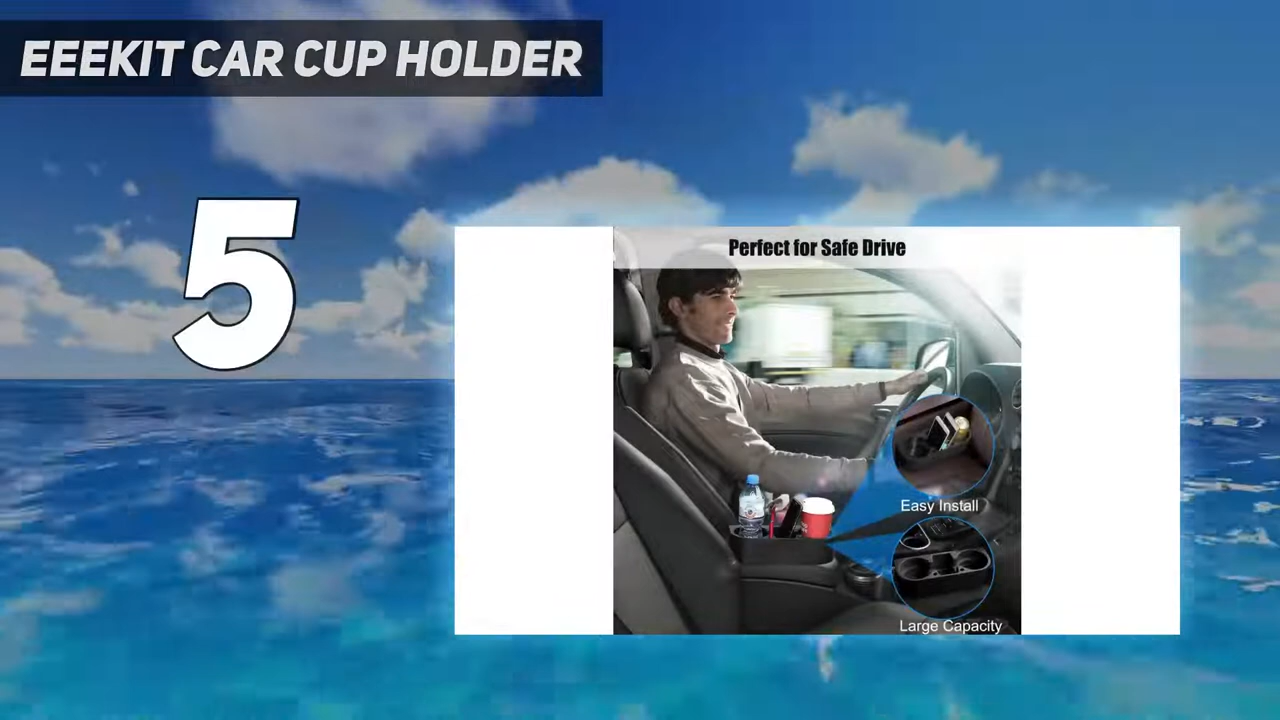 EEEKIT CAR CUP HOLDER
5
Perfect for Safe Drive
Easy Install
Large Capacity